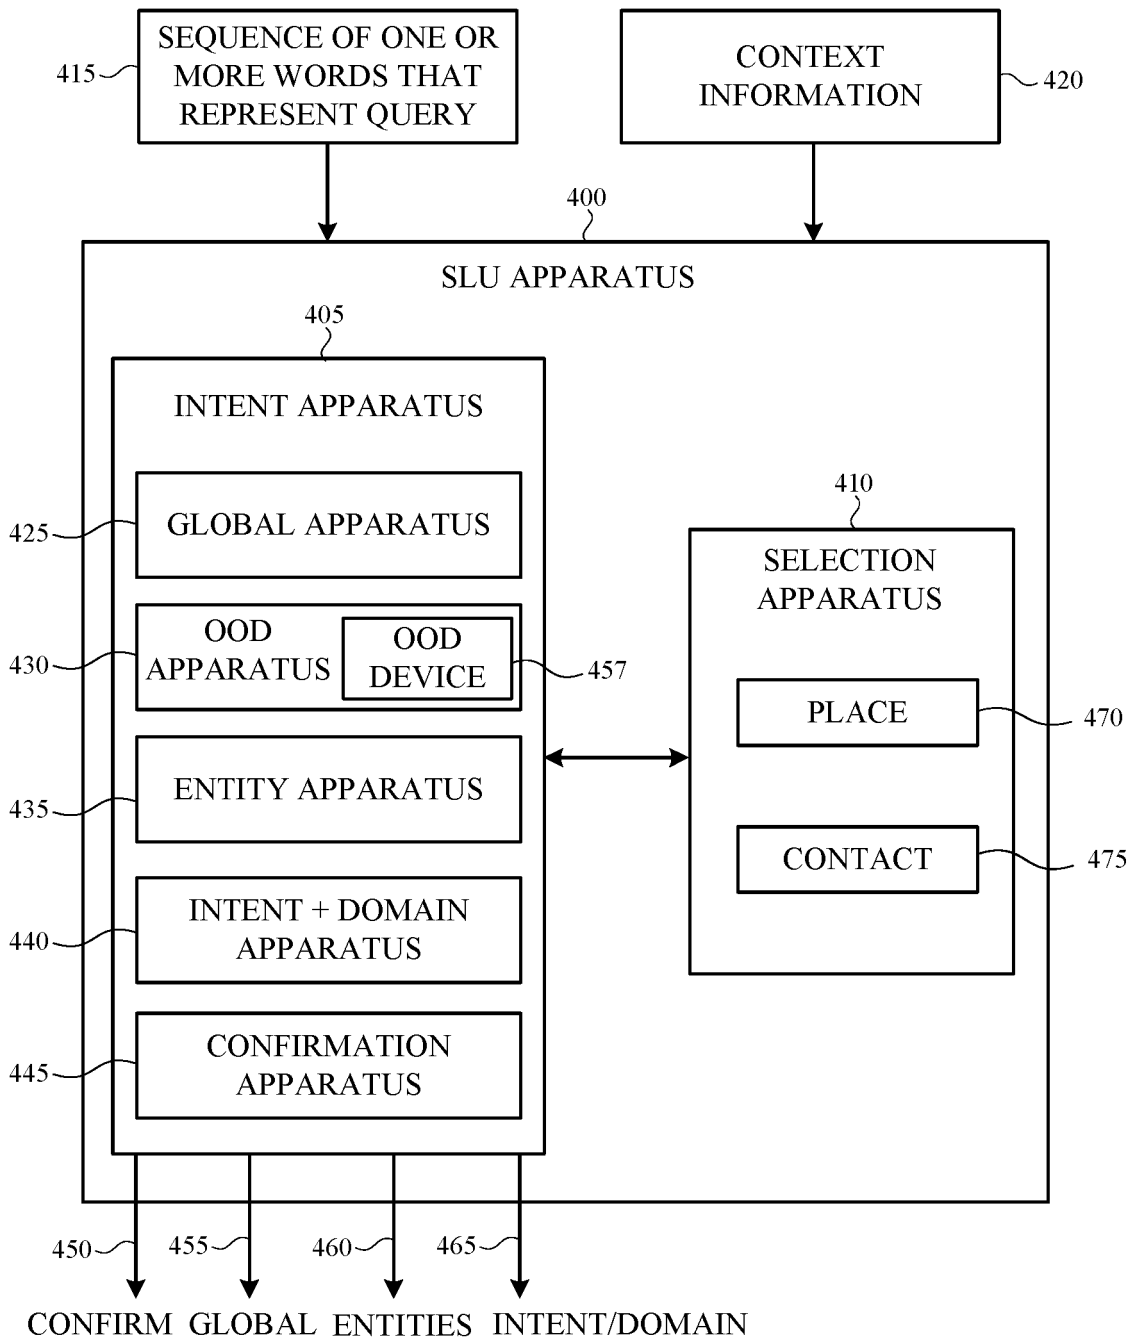 415
SEQUENCE OF ONE OR
MORE WORDS THAT
REPRESENT QUERY
CONTEXT
INFORMATION
420
400
SLU APPARATUS
405
INTENT APPARATUS
425
GLOBAL APPARATUS
430
OOD
APPARATUS
OOD
DEVICE
457
435
ENTITY APPARATUS
440
INTENT + DOMAIN
APPARATUS
445
CONFIRMATION
APPARATUS
410
SELECTION
APPARATUS
PLACE
470
CONTACT
475
450
455
460
465
CONFIRM
GLOBAL
ENTITIES
INTENT/DOMAIN